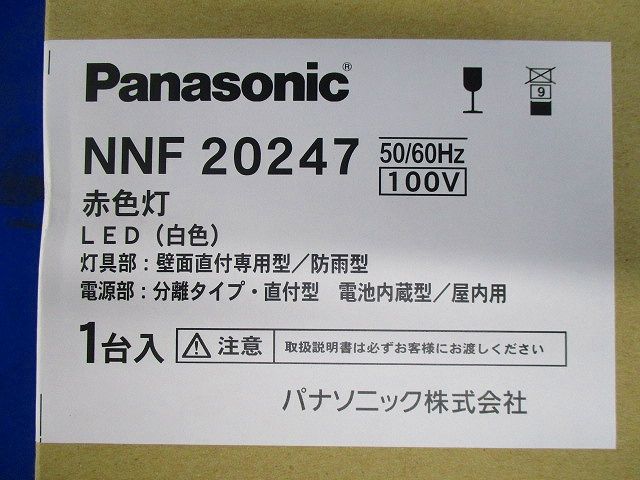 Panasonic®
9
NNF 20247
50/60Hz
100V
赤色灯
LED（白色）
灯具部：壁面直付専用型／防雨型
電源部：分離タイプ・直付型　電池内蔵型／屋内用
1台入
注意
取扱説明書は必ずお客様にお渡しください
パナソニック株式会社